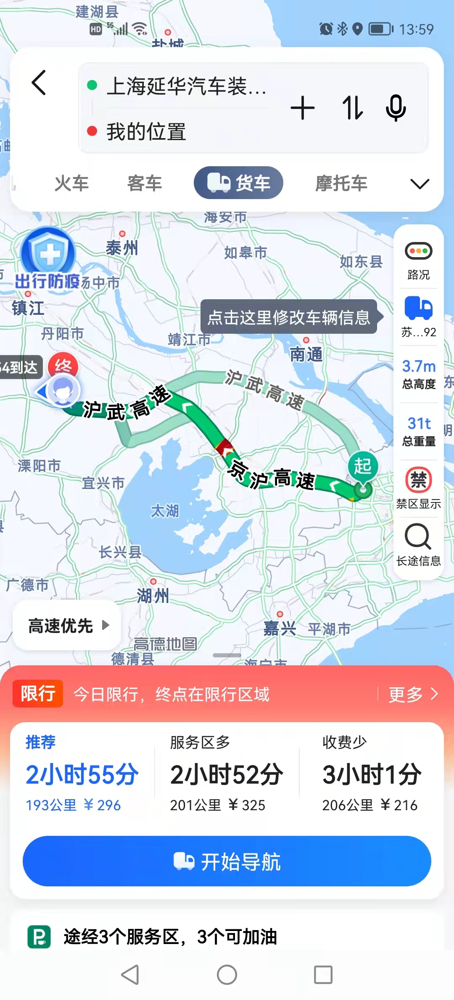 建湖县
HD 5G 13:59
盐城
上海延华汽车装...
我的位置
火车 客车 货车 摩托车
海安市
泰州
如皋市
如东县
路况
出行防疫
扬中市
镇江
点击这里修改车辆信息
苏...92
丹阳市
靖江市
南通
3.7m
总高度
54到达
终
沪武高速
沪武高速
31t
总重量
溧阳市
宜兴市
起
京沪高速
禁
禁区显示
太湖
长兴县
长途信息
广德市
湖州
高速优先
嘉兴
平湖市
高德地图
德清县
海宁市
限行 今日限行，终点在限行区域 更多
推荐 服务区多 收费少
2小时55分 2小时52分 3小时1分
193公里 ¥296 201公里 ¥325 206公里 ¥216
开始导航
P 途经3个服务区，3个可加油